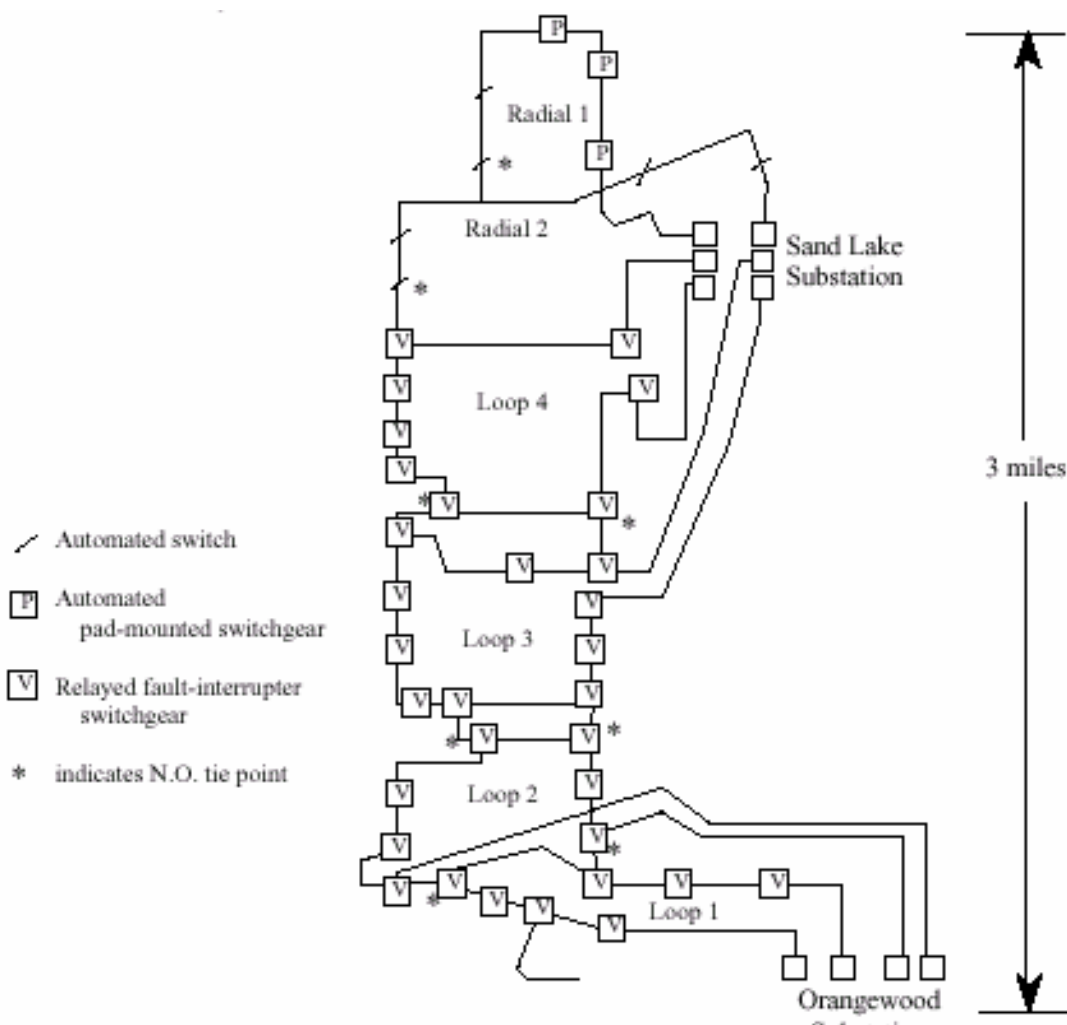 P
P
Radial 1
P
*
Radial 2
Sand Lake
Substation
*
V
V
V
Loop 4
V
V
3 miles
V
* V
V
*
V
Automated switch
V
V
P
Automated
pad-mounted switchgear
V
V
V
Loop 3
V
V
Relayed fault-interrupter
switchgear
V
V
V
*
V
V
*
* indicates N.O. tie point
V
V
Loop 2
V
V
*
V
V
*
V
V
V
V
V
Loop 1
V
Orangewood